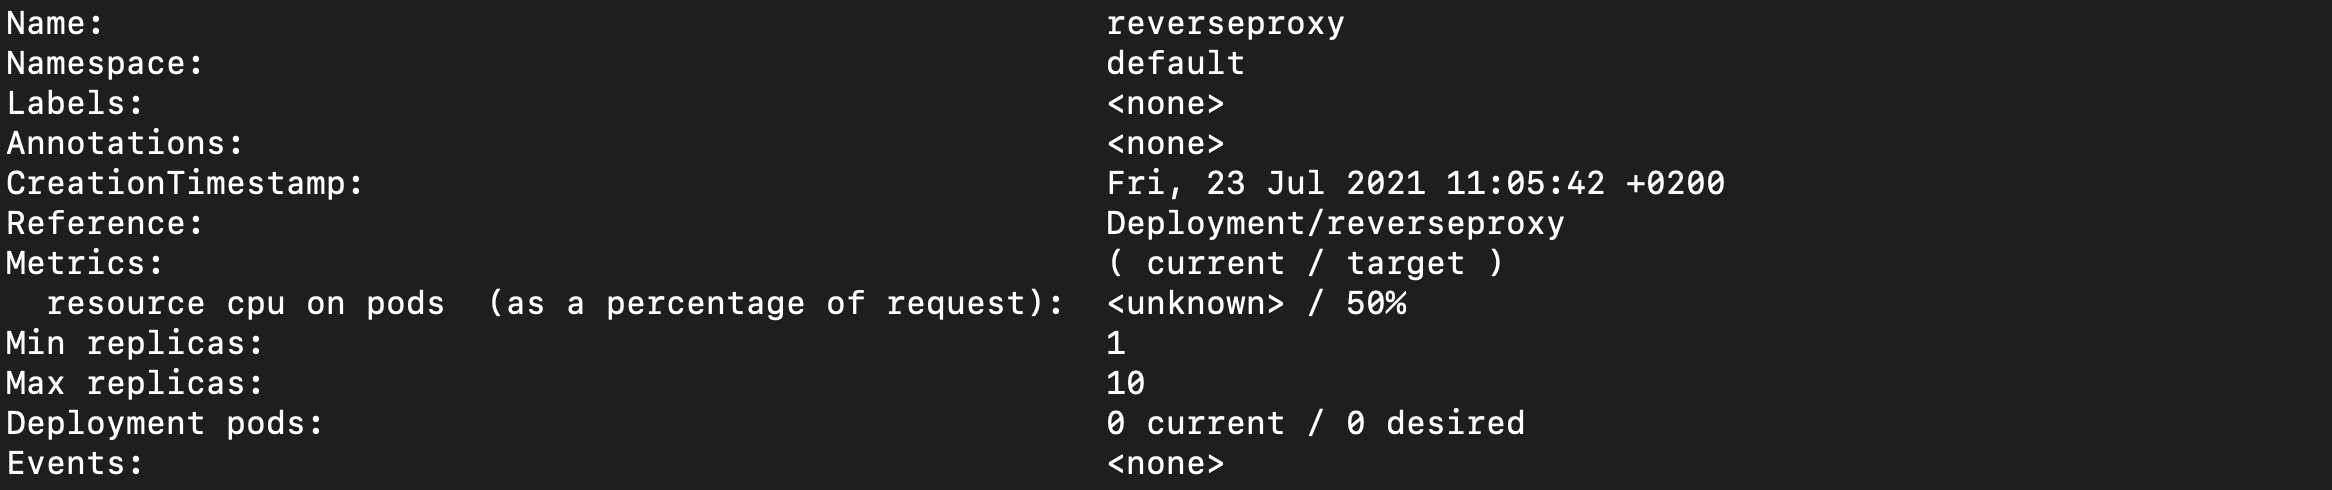 Name: reverseproxy
Namespace: default
Labels: <none>
Annotations: <none>
CreationTimestamp: Fri, 23 Jul 2021 11:05:42 +0200
Reference: Deployment/reverseproxy
Metrics: ( current / target )
  resource cpu on pods  (as a percentage of request): <unknown> / 50%
Min replicas: 1
Max replicas: 10
Deployment pods: 0 current / 0 desired
Events: <none>